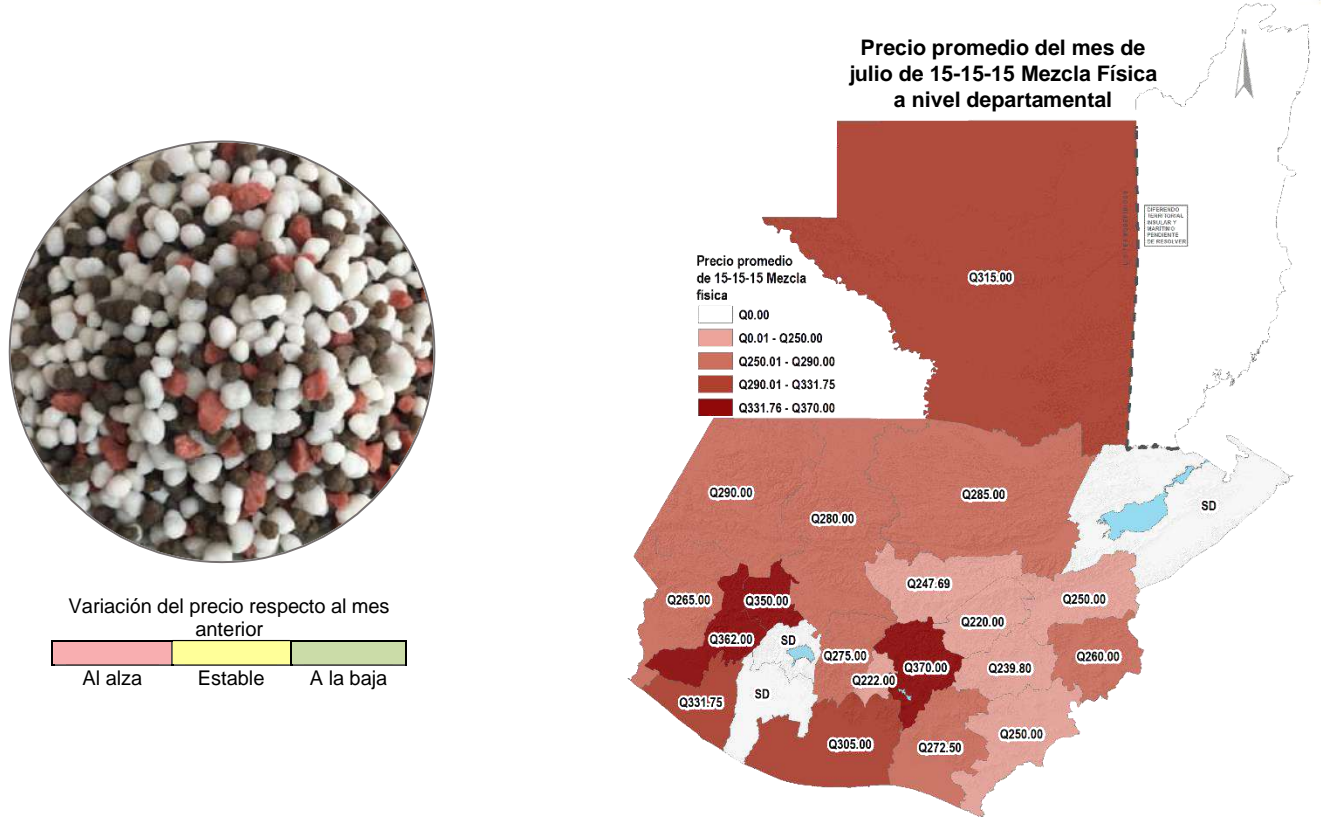 Precio promedio del mes de
julio de 15-15-15 Mezcla Física
a nivel departamental
N
DIFERENDO
TERRITORIAL
INSULAR Y
MARÍTIMO
PENDIENTE
DE RESOLVER
Precio promedio
de 15-15-15 Mezcla
física
Q0.00
Q0.01 - Q250.00
Q250.01 - Q290.00
Q290.01 - Q331.75
Q331.76 - Q370.00
Q315.00
Q290.00
Q285.00
Q280.00
SD
Q247.69
Q250.00
Q265.00
Q350.00
Q220.00
Q362.00
SD
Q275.00
Q370.00
Q239.80
Q260.00
Q222.00
SD
Q331.75
Q305.00
Q272.50
Q250.00
Variación del precio respecto al mes
anterior
Al alza
Estable
A la baja